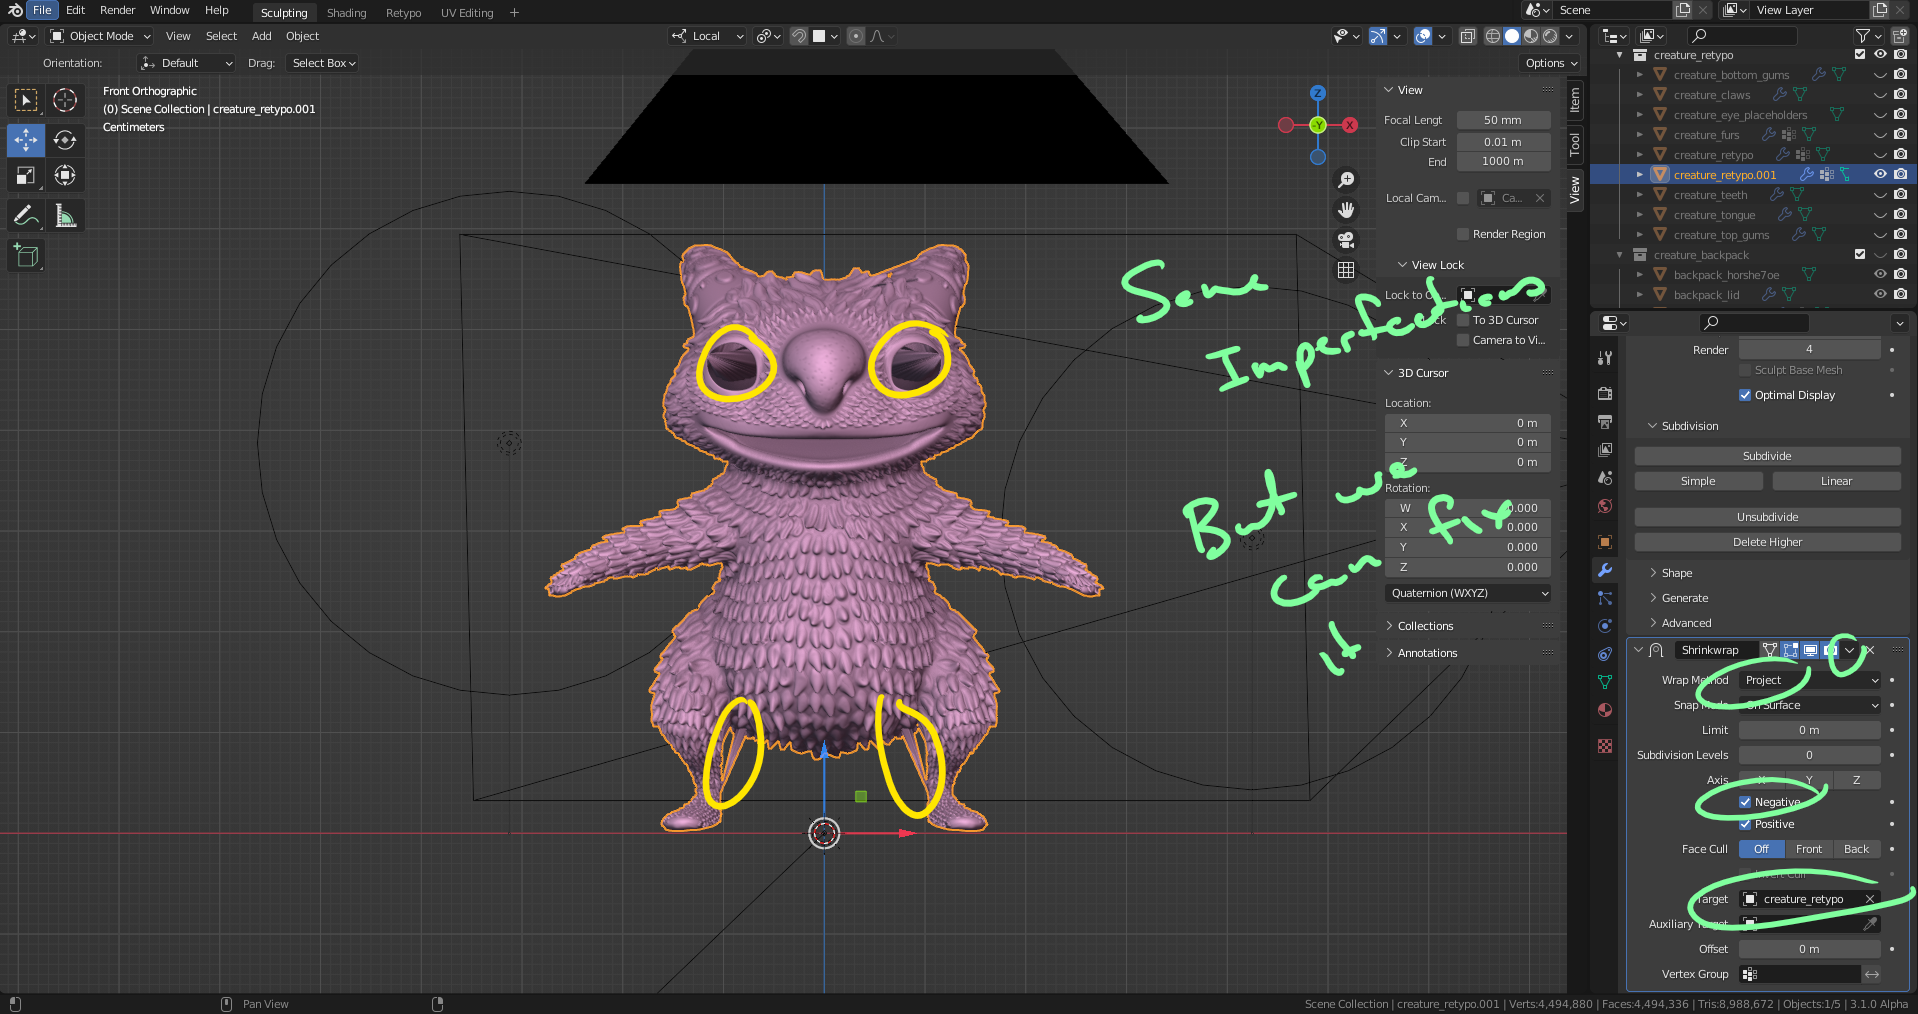 File Edit Render Window Help Sculpting Shading Retypo UV Editing + Scene View Layer
Object Mode View Select Add Object Local
Orientation: Default Drag: Select Box Options
Front Orthographic
(0) Scene Collection | creature_retypo.001
Centimeters
Z
Y
X
View
Focal Lengt 50 mm
Clip Start 0.01 m
End 1000 m
Local Cam... Ca...
Render Region
View Lock
Lock to O...
To 3D Cursor
Camera to Vi...
3D Cursor
Location:
X 0 m
Y 0 m
Z 0 m
Rotation:
W 0.000
X 0.000
Y 0.000
Z 0.000
Quaternion (WXYZ)
Collections
Annotations
Item
Tool
View
Some
Imperfections
But we
can fix
it
creature_retypo
creature_bottom_gums
creature_claws
creature_eye_placeholders
creature_furs
creature_retypo
creature_retypo.001
creature_teeth
creature_tongue
creature_top_gums
creature_backpack
backpack_horshe7oe
backpack_lid
Render 4
Sculpt Base Mesh
Optimal Display
Subdivision
Subdivide
Simple Linear
Unsubdivide
Delete Higher
Shape
Generate
Advanced
Shrinkwrap
Wrap Method Project
Snap Mode On Surface
Limit 0 m
Subdivision Levels 0
Axis X Y Z
Negative
Positive
Face Cull Off Front Back
Invert Cull
Target creature_retypo
Auxiliary Target
Offset 0 m
Vertex Group
Pan View
Scene Collection | creature_retypo.001 | Verts:4,494,880 | Faces:4,494,336 | Tris:8,988,672 | Objects:1/5 | 3.1.0 Alpha